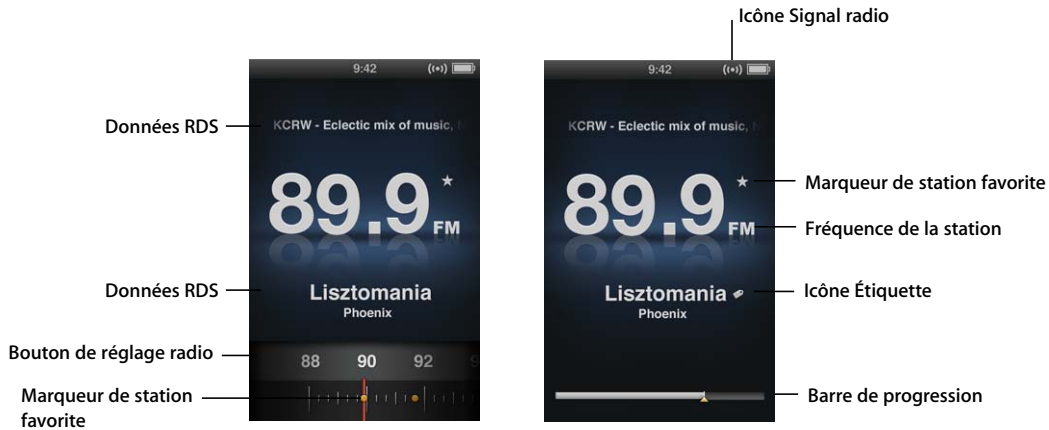 Icône Signal radio
9:42
9:42
Données RDS
KCRW - Eclectic mix of music,
KCRW - Eclectic mix of music,
89.9 FM
89.9 FM
Marqueur de station favorite
Fréquence de la station
Données RDS
Lisztomania
Phoenix
Lisztomania
Phoenix
Icône Étiquette
Bouton de réglage radio
88 90 92
Marqueur de station
favorite
Barre de progression